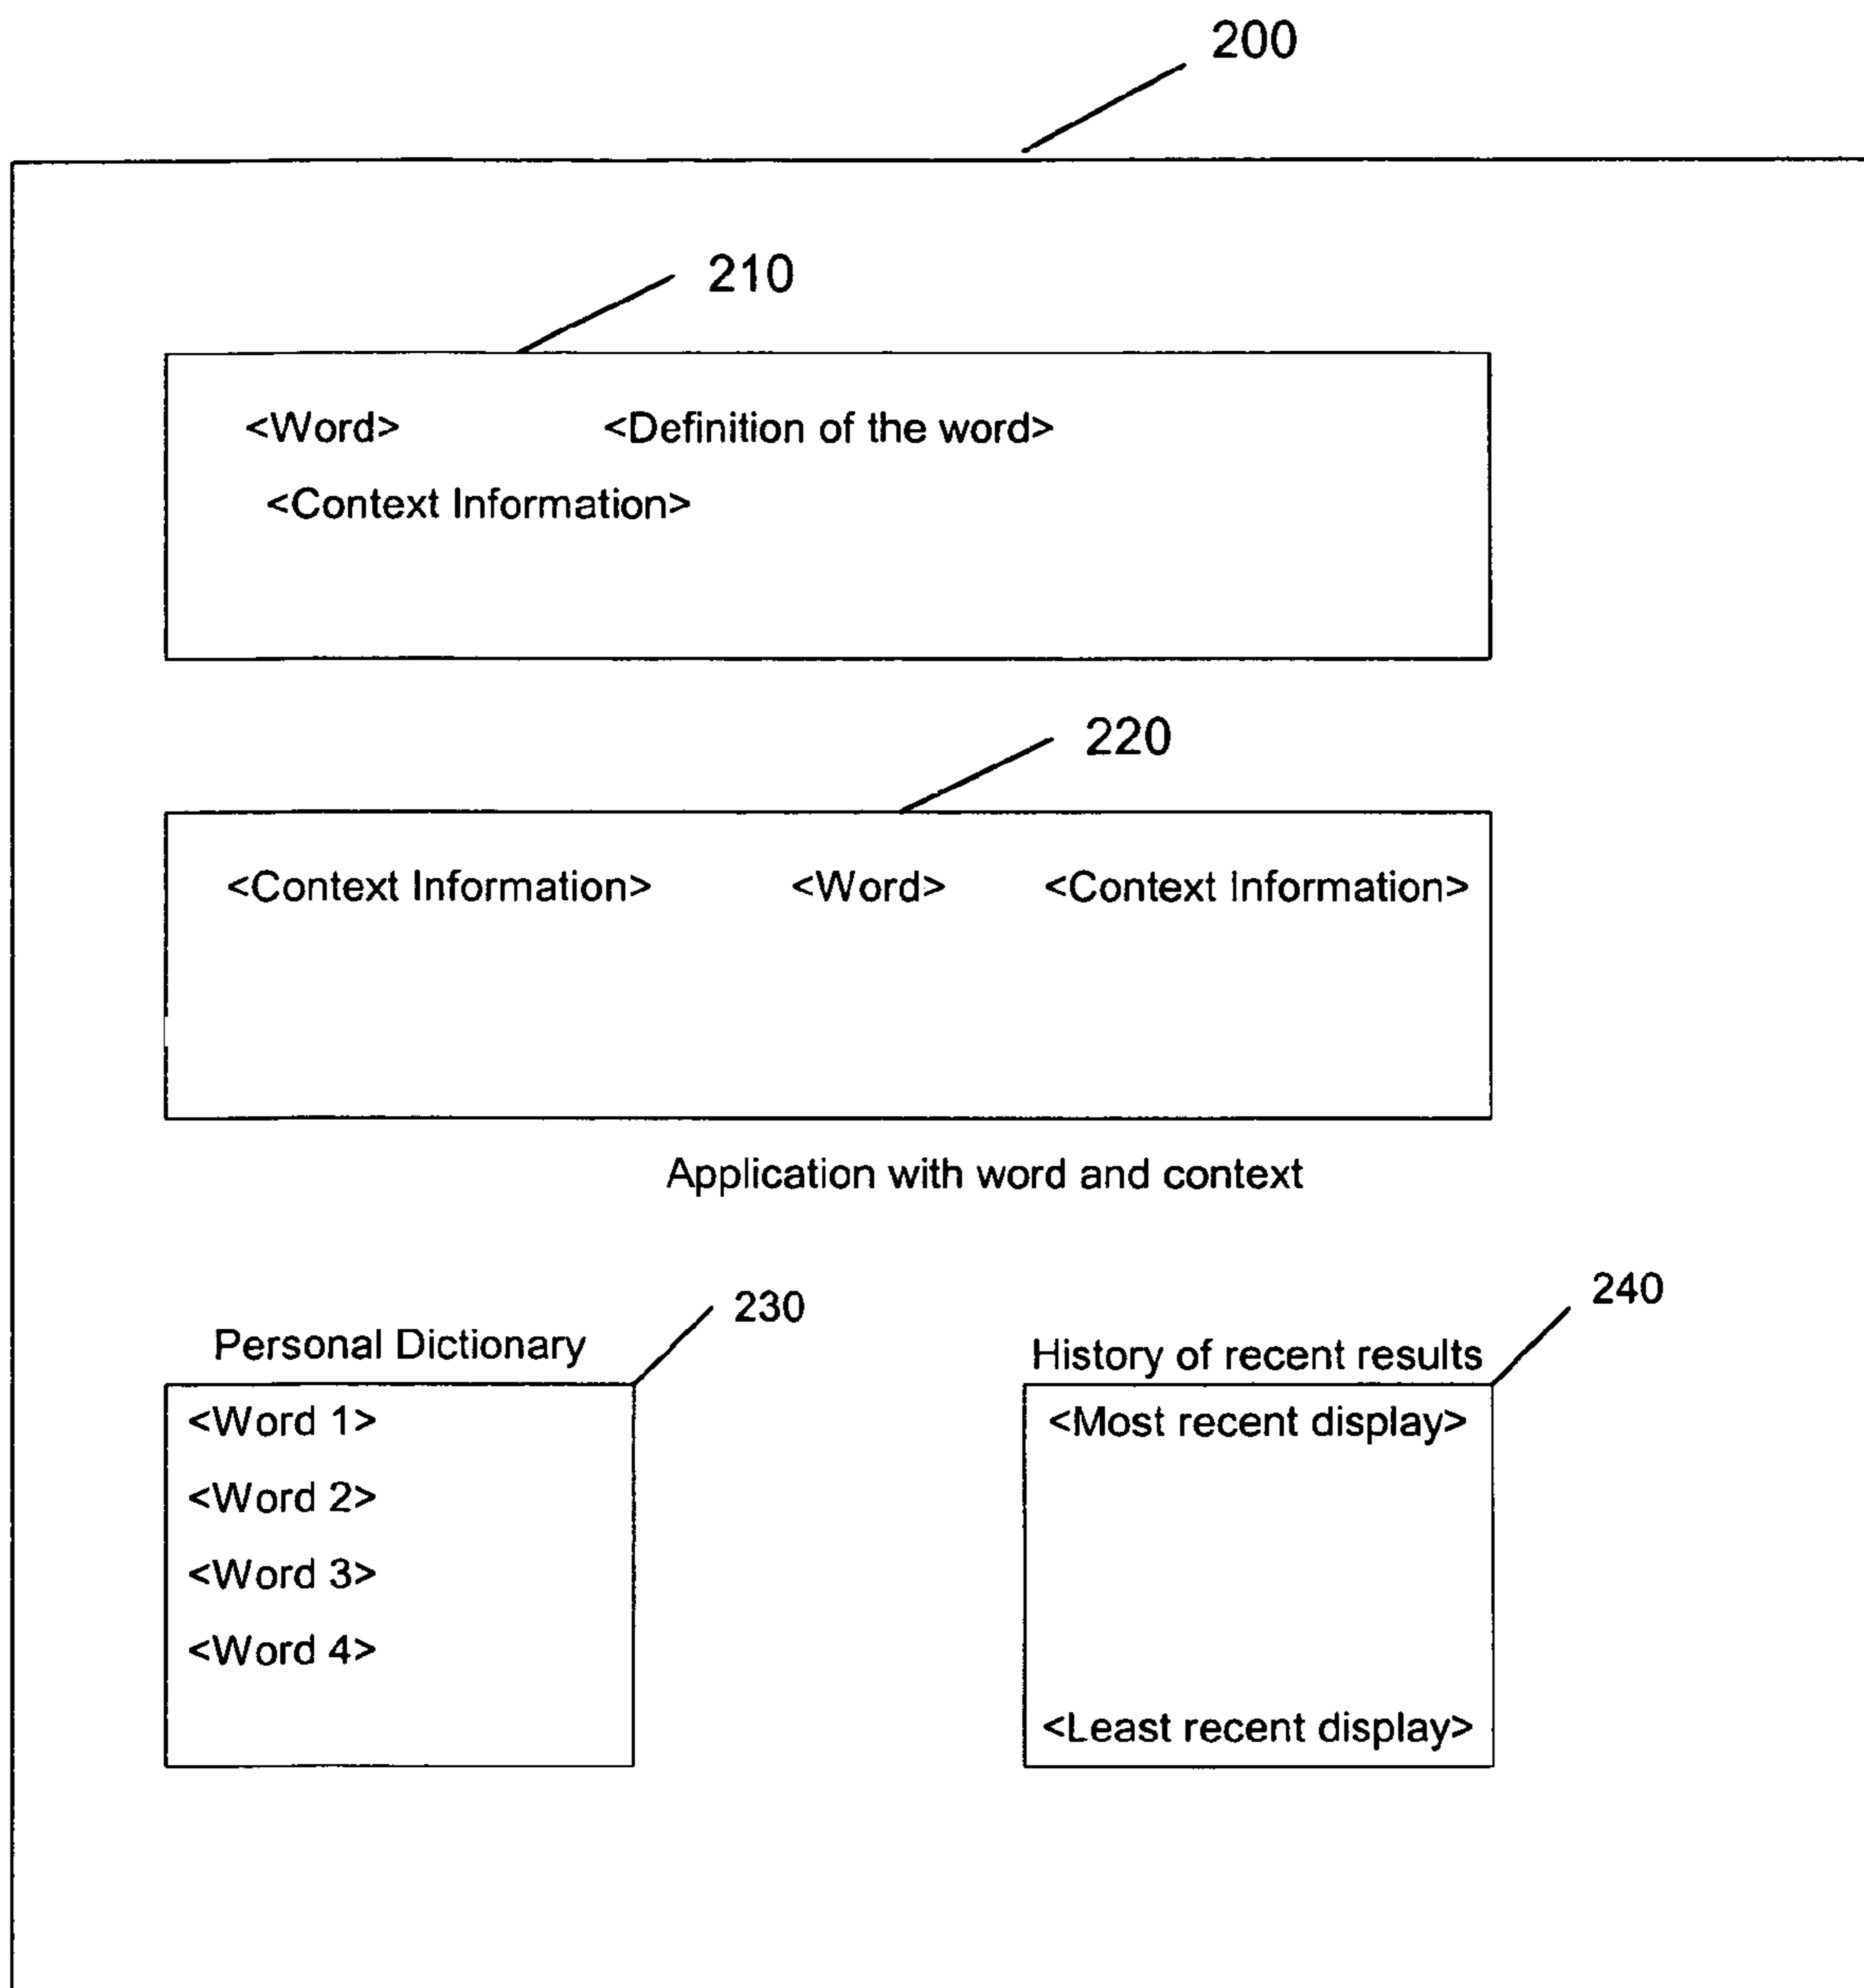 200
210
<Word> <Definition of the word>
<Context Information>
220
<Context Information> <Word> <Context Information>
Application with word and context
230
Personal Dictionary
<Word 1>
<Word 2>
<Word 3>
<Word 4>
240
History of recent results
<Most recent display>
<Least recent display>